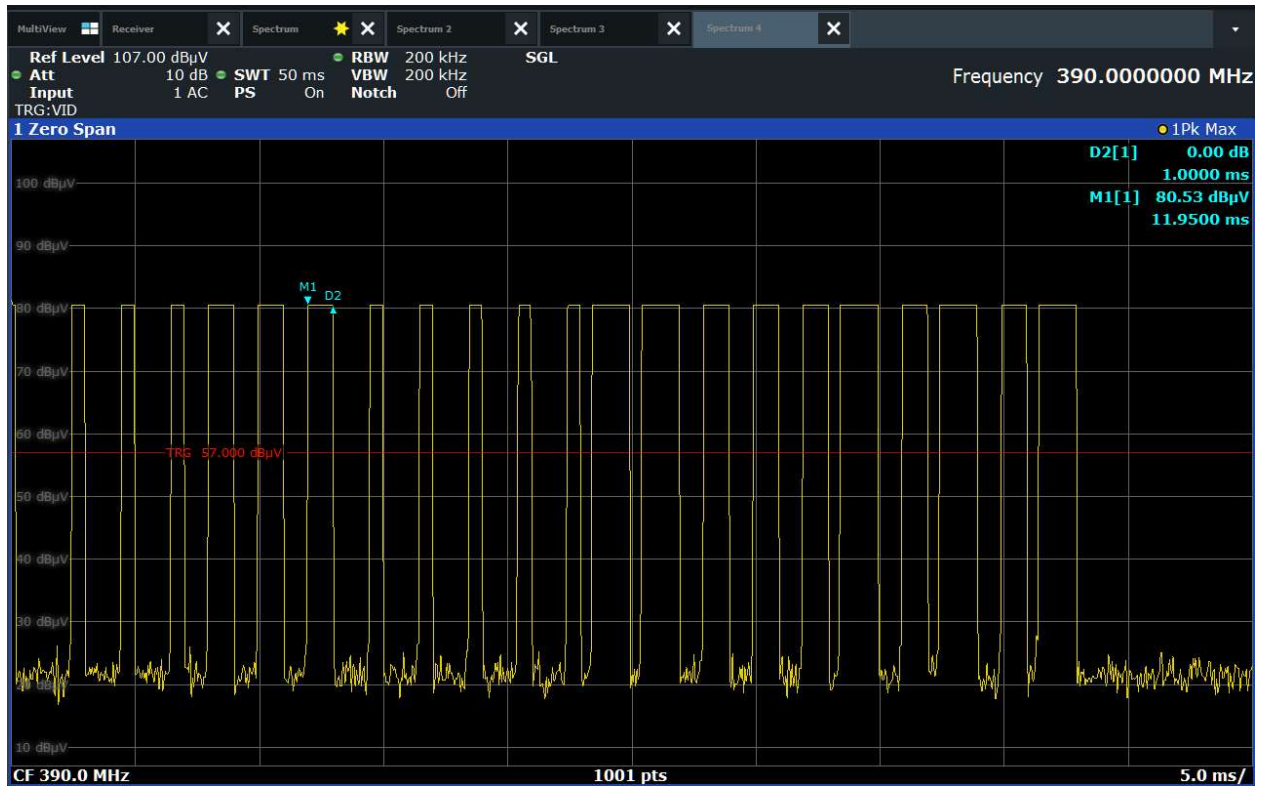 MultiView Receiver Spectrum Spectrum 2 Spectrum 3 Spectrum 4
Ref Level 107.00 dBµV RBW 200 kHz SGL
Att 10 dB SWT 50 ms VBW 200 kHz
Frequency 390.0000000 MHz
Input 1 AC PS On Notch Off
TRG:VID
1 Zero Span 1Pk Max
D2[1] 0.00 dB
1.0000 ms
100 dBµV
M1[1] 80.53 dBµV
11.9500 ms
90 dBµV
M1
D2
80 dBµV
70 dBµV
60 dBµV
TRG 57.000 dBµV
50 dBµV
40 dBµV
30 dBµV
20 dBµV
10 dBµV
CF 390.0 MHz 1001 pts 5.0 ms/